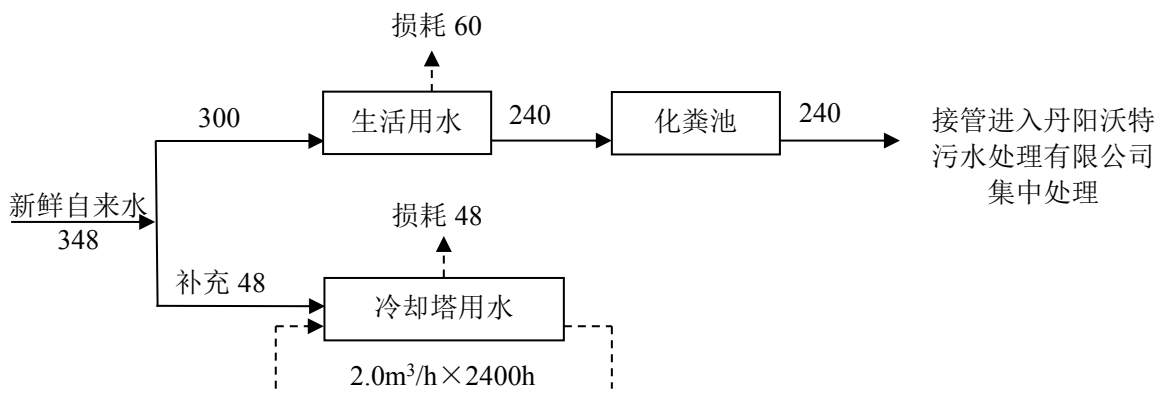 损耗 60
300
生活用水
240
化粪池
240
接管进入丹阳沃特
污水处理有限公司
集中处理
新鲜自来水
348
损耗 48
补充 48
冷却塔用水
2.0m³/h×2400h